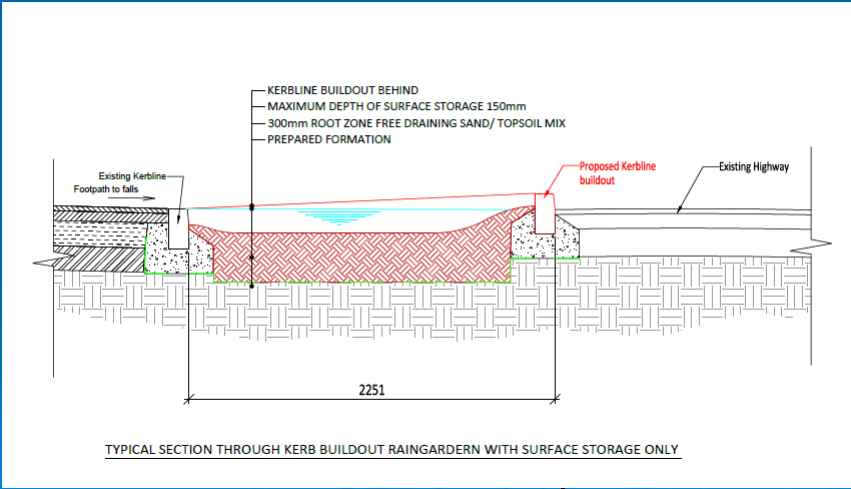 KERBLINE BUILDOUT BEHIND
MAXIMUM DEPTH OF SURFACE STORAGE 150mm
300mm ROOT ZONE FREE DRAINING SAND/ TOPSOIL MIX
PREPARED FORMATION
Existing Kerbline
Footpath to falls
Proposed Kerbline
buildout
Existing Highway
2251
TYPICAL SECTION THROUGH KERB BUILDOUT RAINGARDERN WITH SURFACE STORAGE ONLY